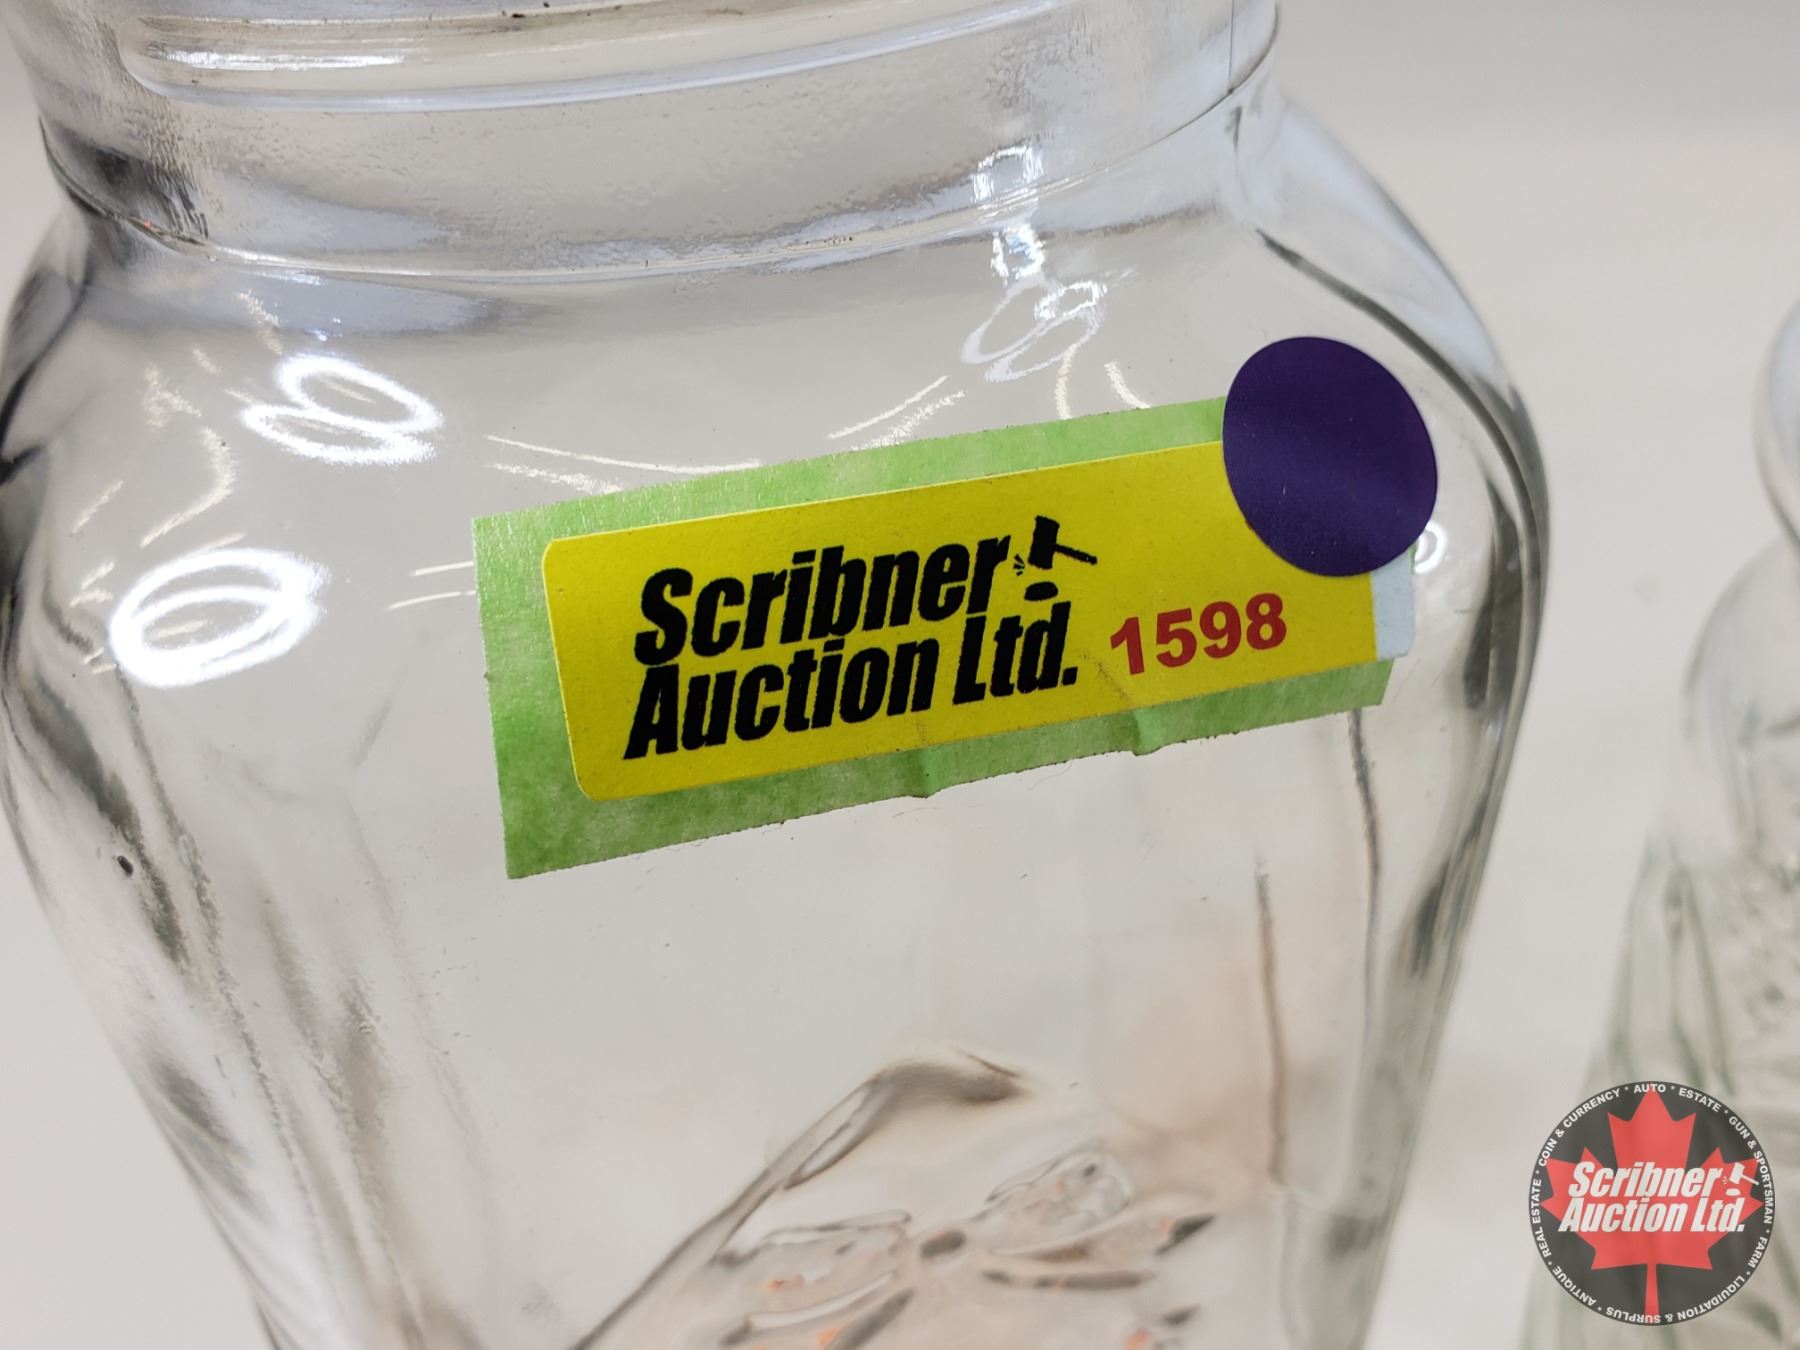 Scribner
Auction Ltd. 1598
COIN & CURRENCY * AUTO * ESTATE * GUN & SPORTSMAN * FARM * LIQUIDATION & SURPLUS * ANTIQUE * REAL ESTATE *
Scribner
Auction Ltd.